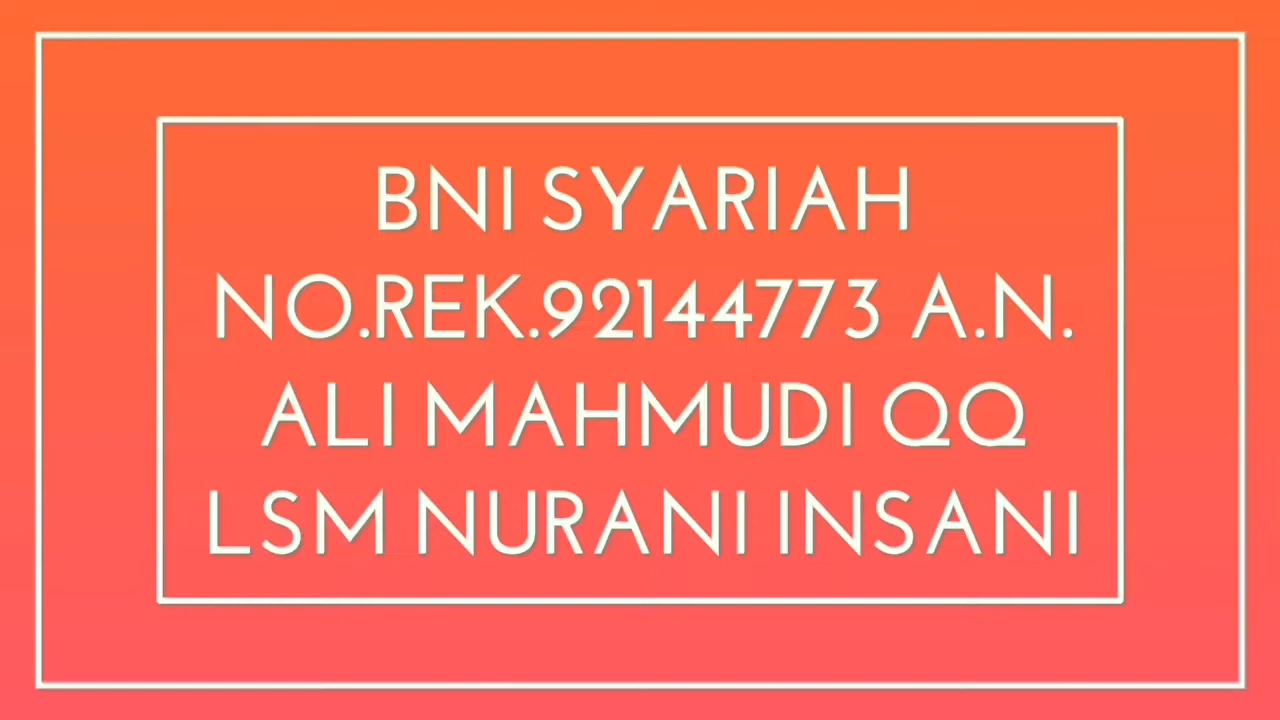 BNI SYARIAH
NO.REK.92144773 A.N.
ALI MAHMUDI QQ
LSM NURANI INSANI